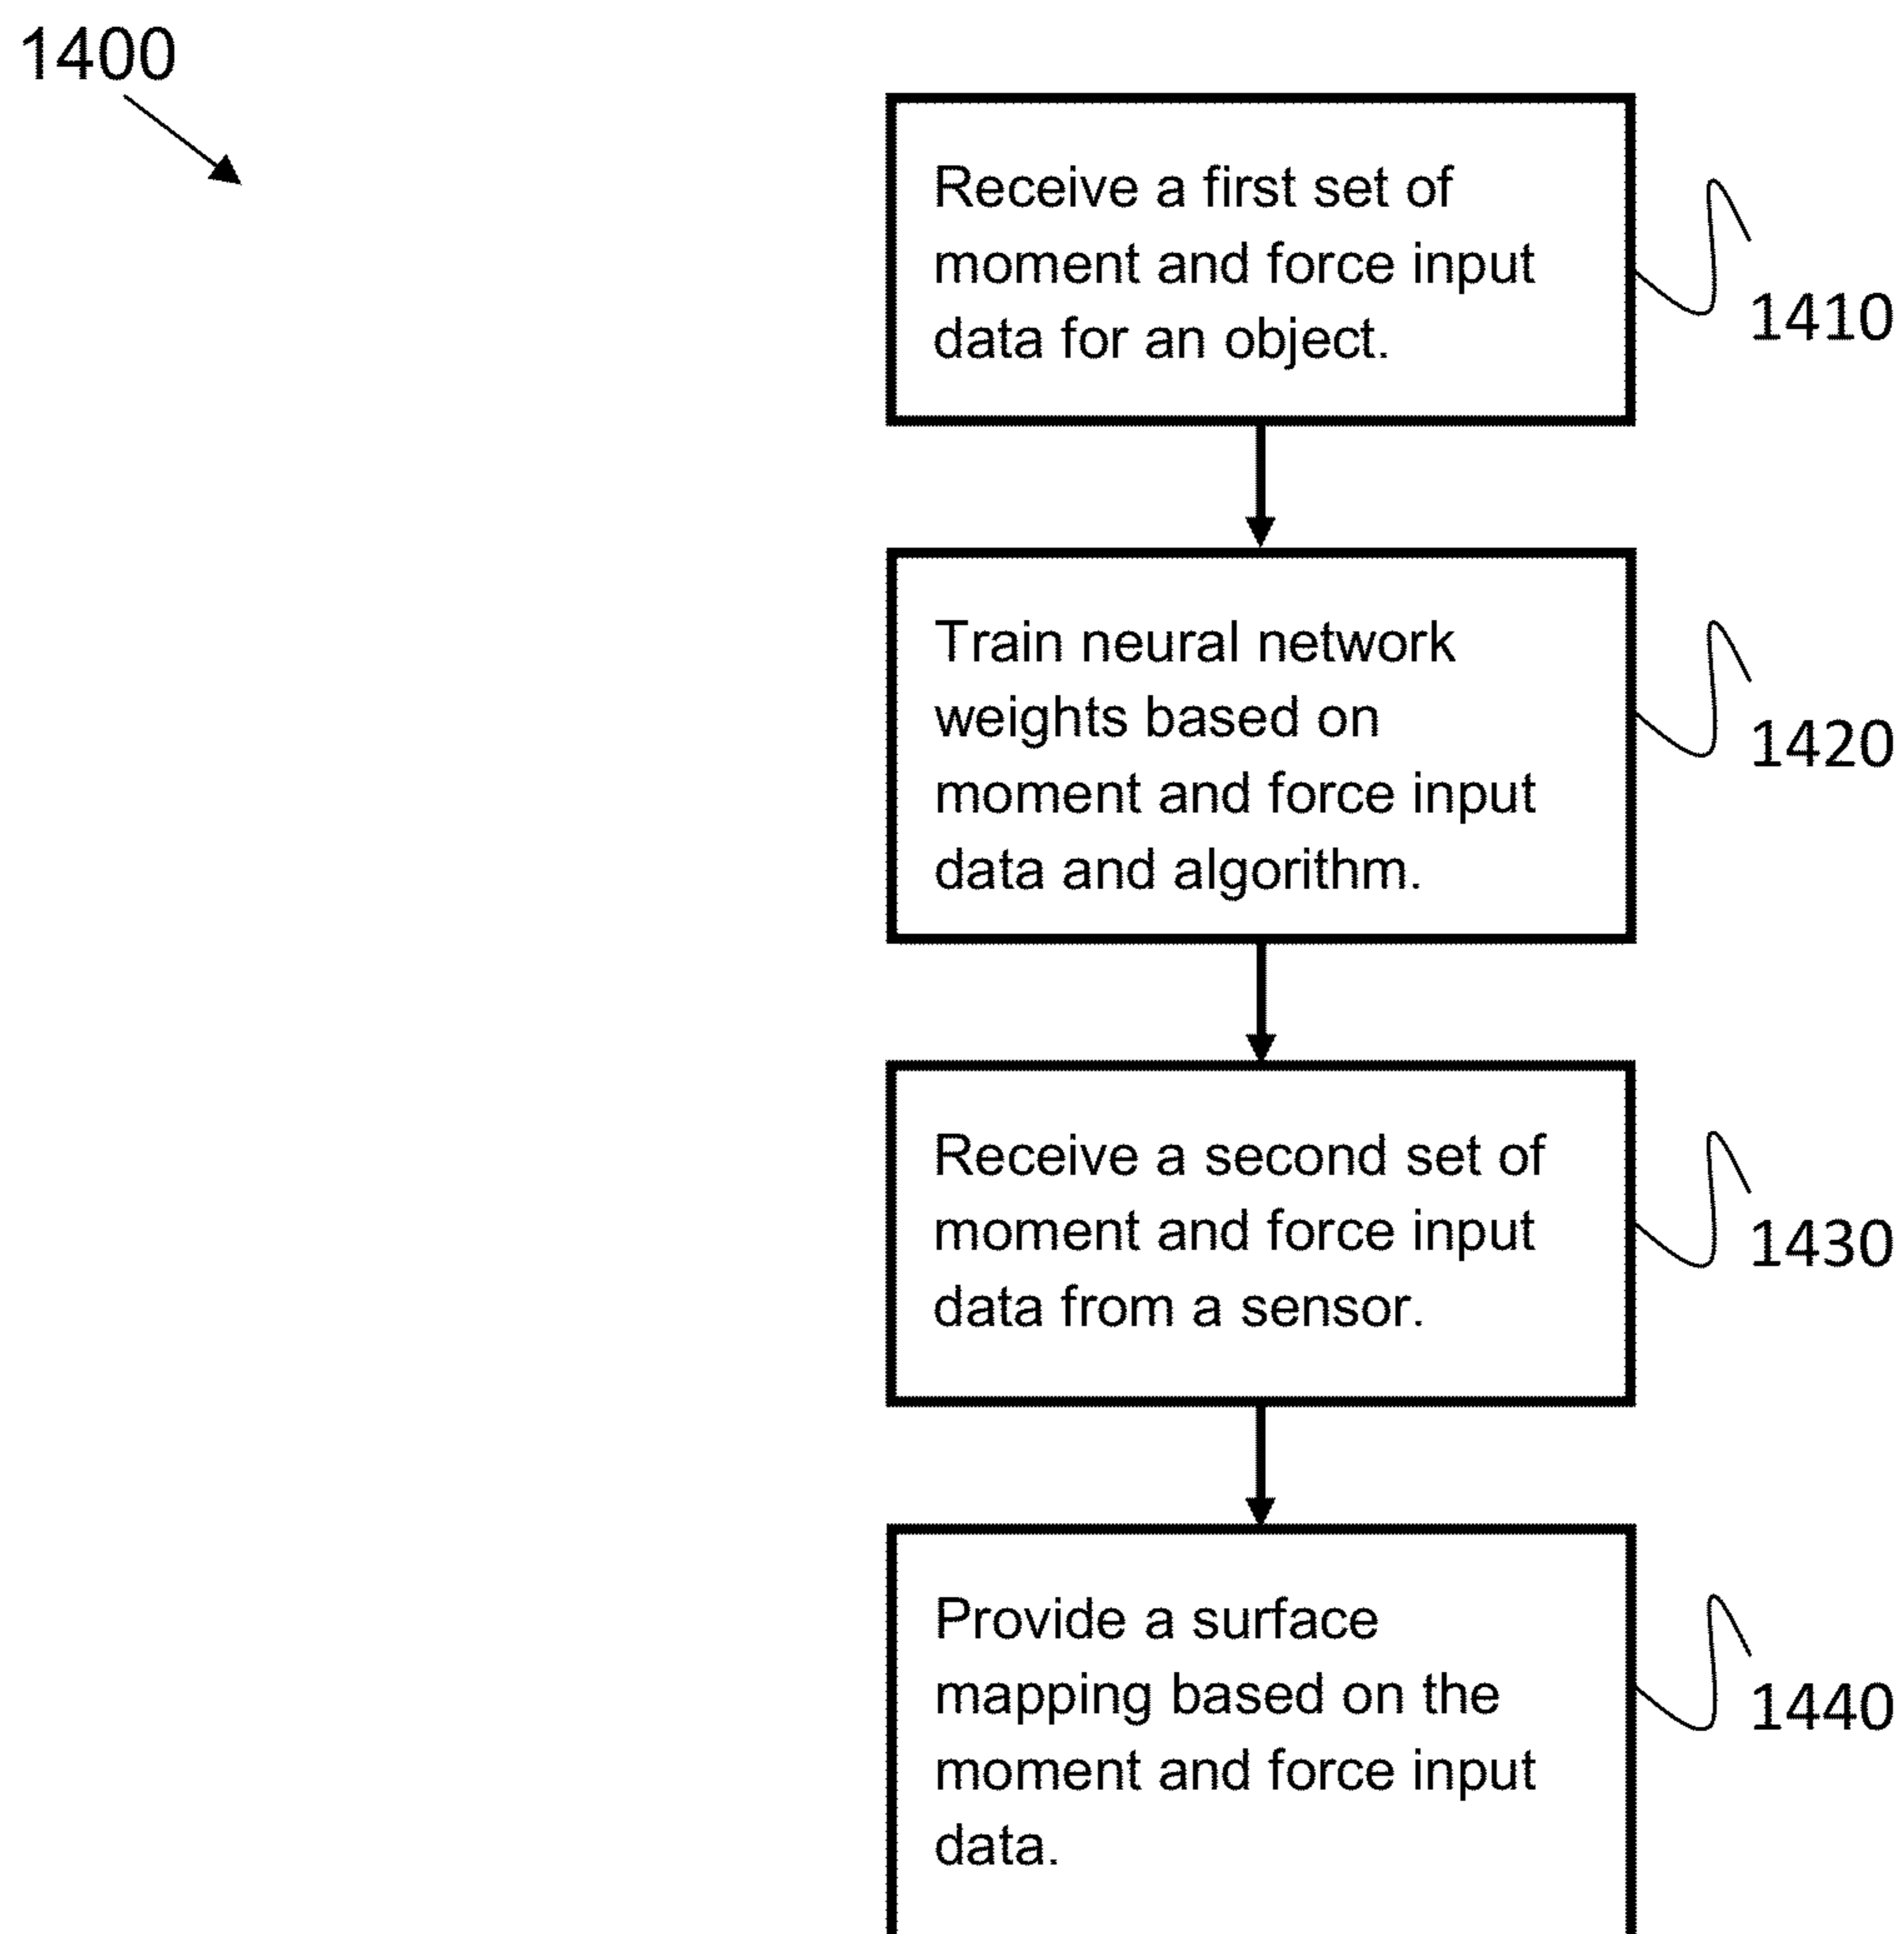 1400
Receive a first set of
moment and force input
data for an object.
1410
Train neural network
weights based on
moment and force input
data and algorithm.
1420
Receive a second set of
moment and force input
data from a sensor.
1430
Provide a surface
mapping based on the
moment and force input
data.
1440